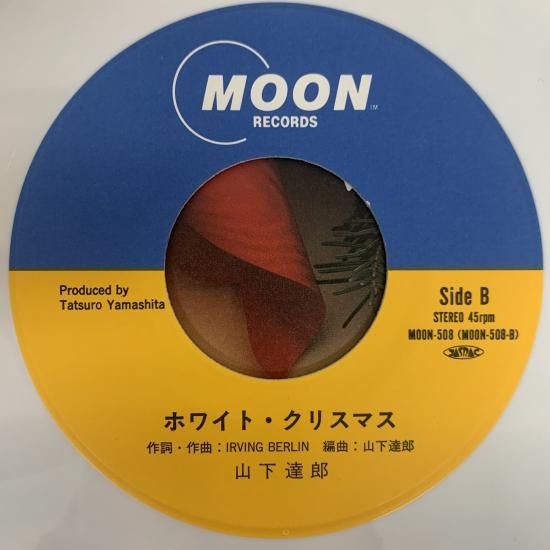 MOON™
RECORDS
Produced by
Tatsuro Yamashita
Side B
STEREO 45rpm
MOON-508 (MOON-508-B)
JASRAC
ホワイト・クリスマス
作詞・作曲：IRVING BERLIN　編曲：山下達郎
山下達郎